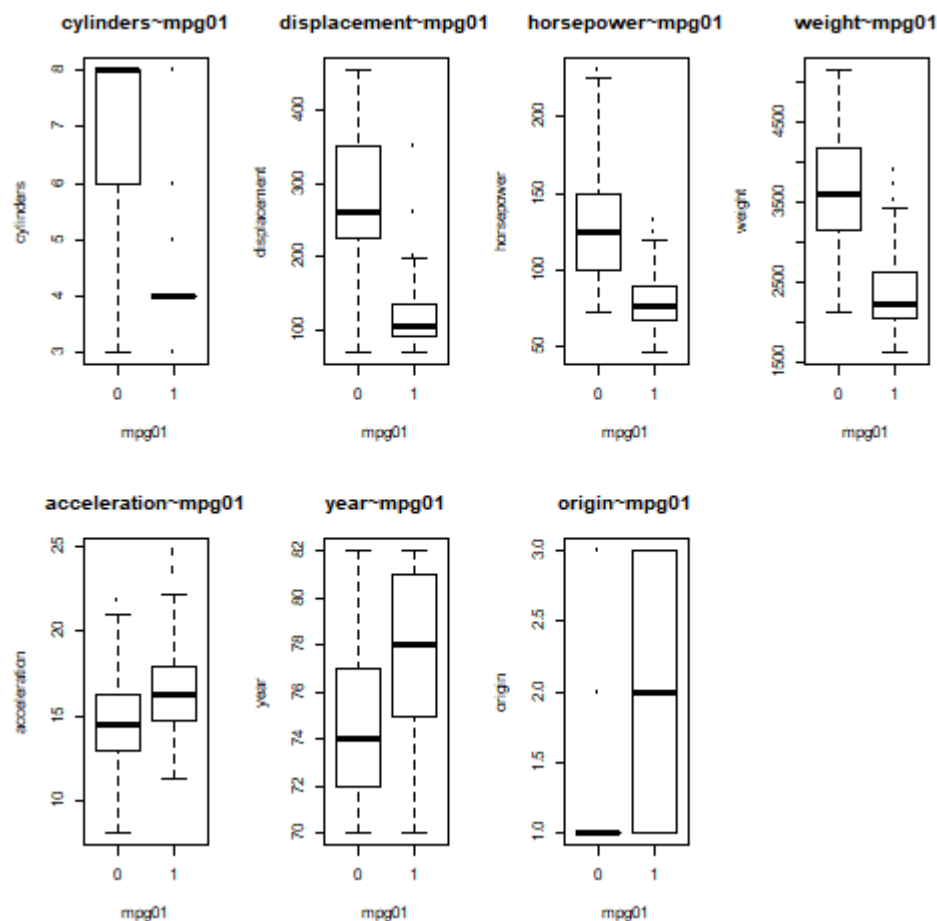 cylinders~mpg01
cylinders
3 4 5 6 7 8
0 1
mpg01
displacement~mpg01
displacement
100 200 300 400
0 1
mpg01
horsepower~mpg01
horsepower
50 100 150 200
0 1
mpg01
weight~mpg01
weight
1500 2500 3500 4500
0 1
mpg01
acceleration~mpg01
acceleration
10 15 20 25
0 1
mpg01
year~mpg01
year
70 72 74 76 78 80 82
0 1
mpg01
origin~mpg01
origin
1.0 1.5 2.0 2.5 3.0
0 1
mpg01